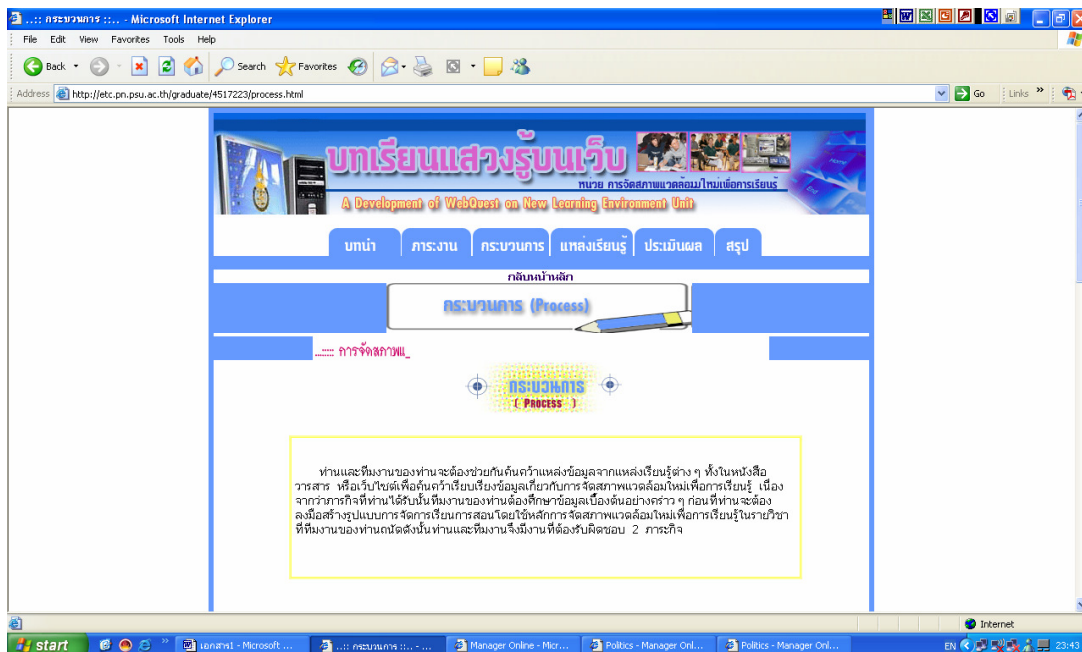 ..:: กระบวนการ ::.. - Microsoft Internet Explorer
File Edit View Favorites Tools Help
Back Search Favorites
Address http://etc.pn.psu.ac.th/graduate/4517223/process.html Go Links
บทเรียนแสวงรู้บนเว็บ
หน่วย การจัดสภาพแวดล้อมใหม่เพื่อการเรียนรู้
A Development of WebQuest on New Learning Environment Unit
บทนำ ภาระงาน กระบวนการ แหล่งเรียนรู้ ประเมินผล สรุป
กลับหน้าหลัก
กระบวนการ (Process)
...:::: การจัดสภาพแ_
กระบวนการ
( PROCESS )
ท่านและทีมงานของท่านจะต้องช่วยกันค้นคว้าแหล่งข้อมูลจากแหล่งเรียนรู้ต่าง ๆ ทั้งในหนังสือ
วารสาร หรือเว็บไซต์เพื่อค้นคว้าเรียบเรียงข้อมูลเกี่ยวกับการจัดสภาพแวดล้อมใหม่เพื่อการเรียนรู้ เนื่อง
จากว่าภารกิจที่ท่านได้รับนั้นทีมงานของท่านต้องศึกษาข้อมูลเบื้องต้นอย่างคร่าว ๆ ก่อนที่ท่านจะต้อง
ลงมือสร้างรูปแบบการจัดการเรียนการสอนโดยใช้หลักการจัดสภาพแวดล้อมใหม่เพื่อการเรียนรู้ในรายวิชา
ที่ทีมงานของท่านถนัดดังนั้นท่านและทีมงานจึงมีงานที่ต้องรับผิดชอบ 2 ภาระกิจ
Internet
start เอกสาร1 - Microsoft ... ..:: กระบวนการ ::.. - ... Manager Online - Micr... Politics - Manager Onl... Politics - Manager Onl... EN 23:43